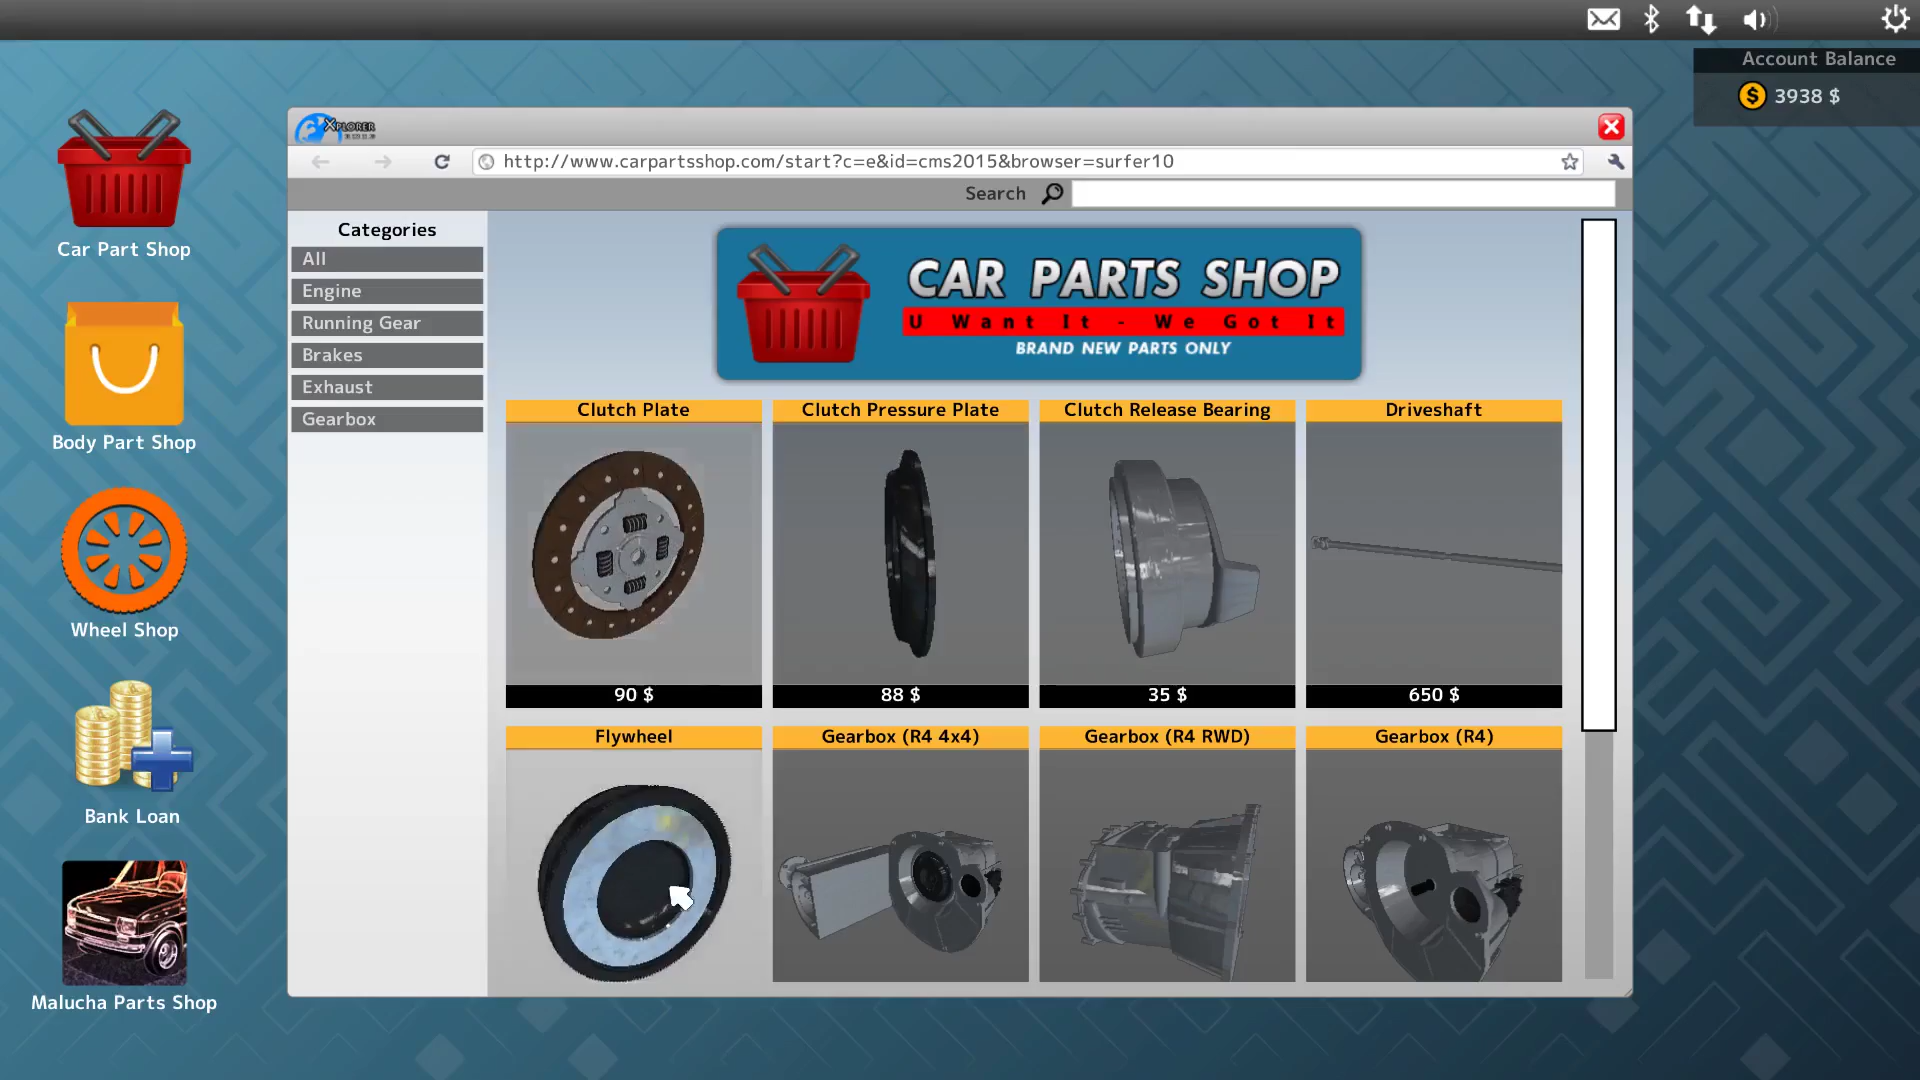 Account Balance
3938 $
Car Part Shop
Body Part Shop
Wheel Shop
Bank Loan
Malucha Parts Shop
XPLORER
http://www.carpartsshop.com/start?c=e&id=cms2015&browser=surfer10
Search
Categories
All
Engine
Running Gear
Brakes
Exhaust
Gearbox
CAR PARTS SHOP
U Want It - We Got It
BRAND NEW PARTS ONLY
Clutch Plate
90 $
Clutch Pressure Plate
88 $
Clutch Release Bearing
35 $
Driveshaft
650 $
Flywheel
Gearbox (R4 4x4)
Gearbox (R4 RWD)
Gearbox (R4)